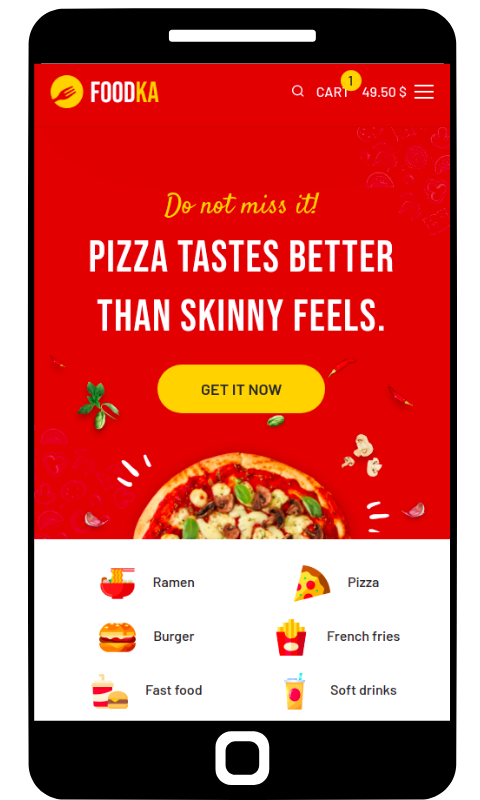 FOODKA
CART 1 49.50 $
Do not miss it!
PIZZA TASTES BETTER
THAN SKINNY FEELS.
GET IT NOW
Ramen
Pizza
Burger
French fries
Fast food
Soft drinks